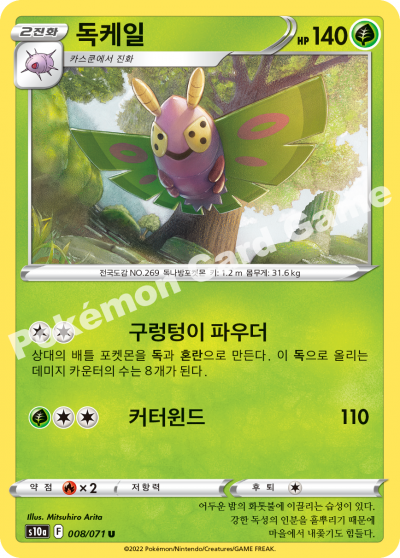 2진화 독케일 HP 140
카스쿤에서 진화
전국도감 NO.269 독나방포켓몬 키: 1.2 m 몸무게: 31.6 kg
Pokémon Card Game
구렁텅이 파우더
상대의 배틀 포켓몬을 독과 혼란으로 만든다. 이 독으로 올리는
데미지 카운터의 수는 8개가 된다.
커터윈드 110
약점 ×2 저항력 후퇴
Illus. Mitsuhiro Arita
s10a F 008/071 U
어두운 밤의 화톳불에 이끌리는 습성이 있다.
강한 독성의 인분을 흩뿌리기 때문에
마을에서 내쫓기도 힘들다.
©2022 Pokémon/Nintendo/Creatures/GAME FREAK.